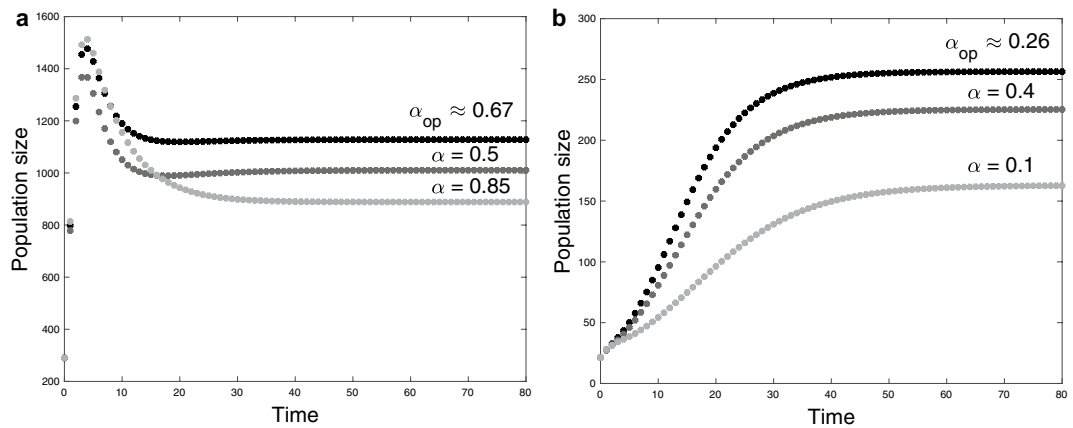 a
1600
1400
1200
1000
800
600
400
200
0 10 20 30 40 50 60 70 80
Population size
Time
α_op ≈ 0.67
α = 0.5
α = 0.85
b
300
250
200
150
100
50
0
0 10 20 30 40 50 60 70 80
Population size
Time
α_op ≈ 0.26
α = 0.4
α = 0.1